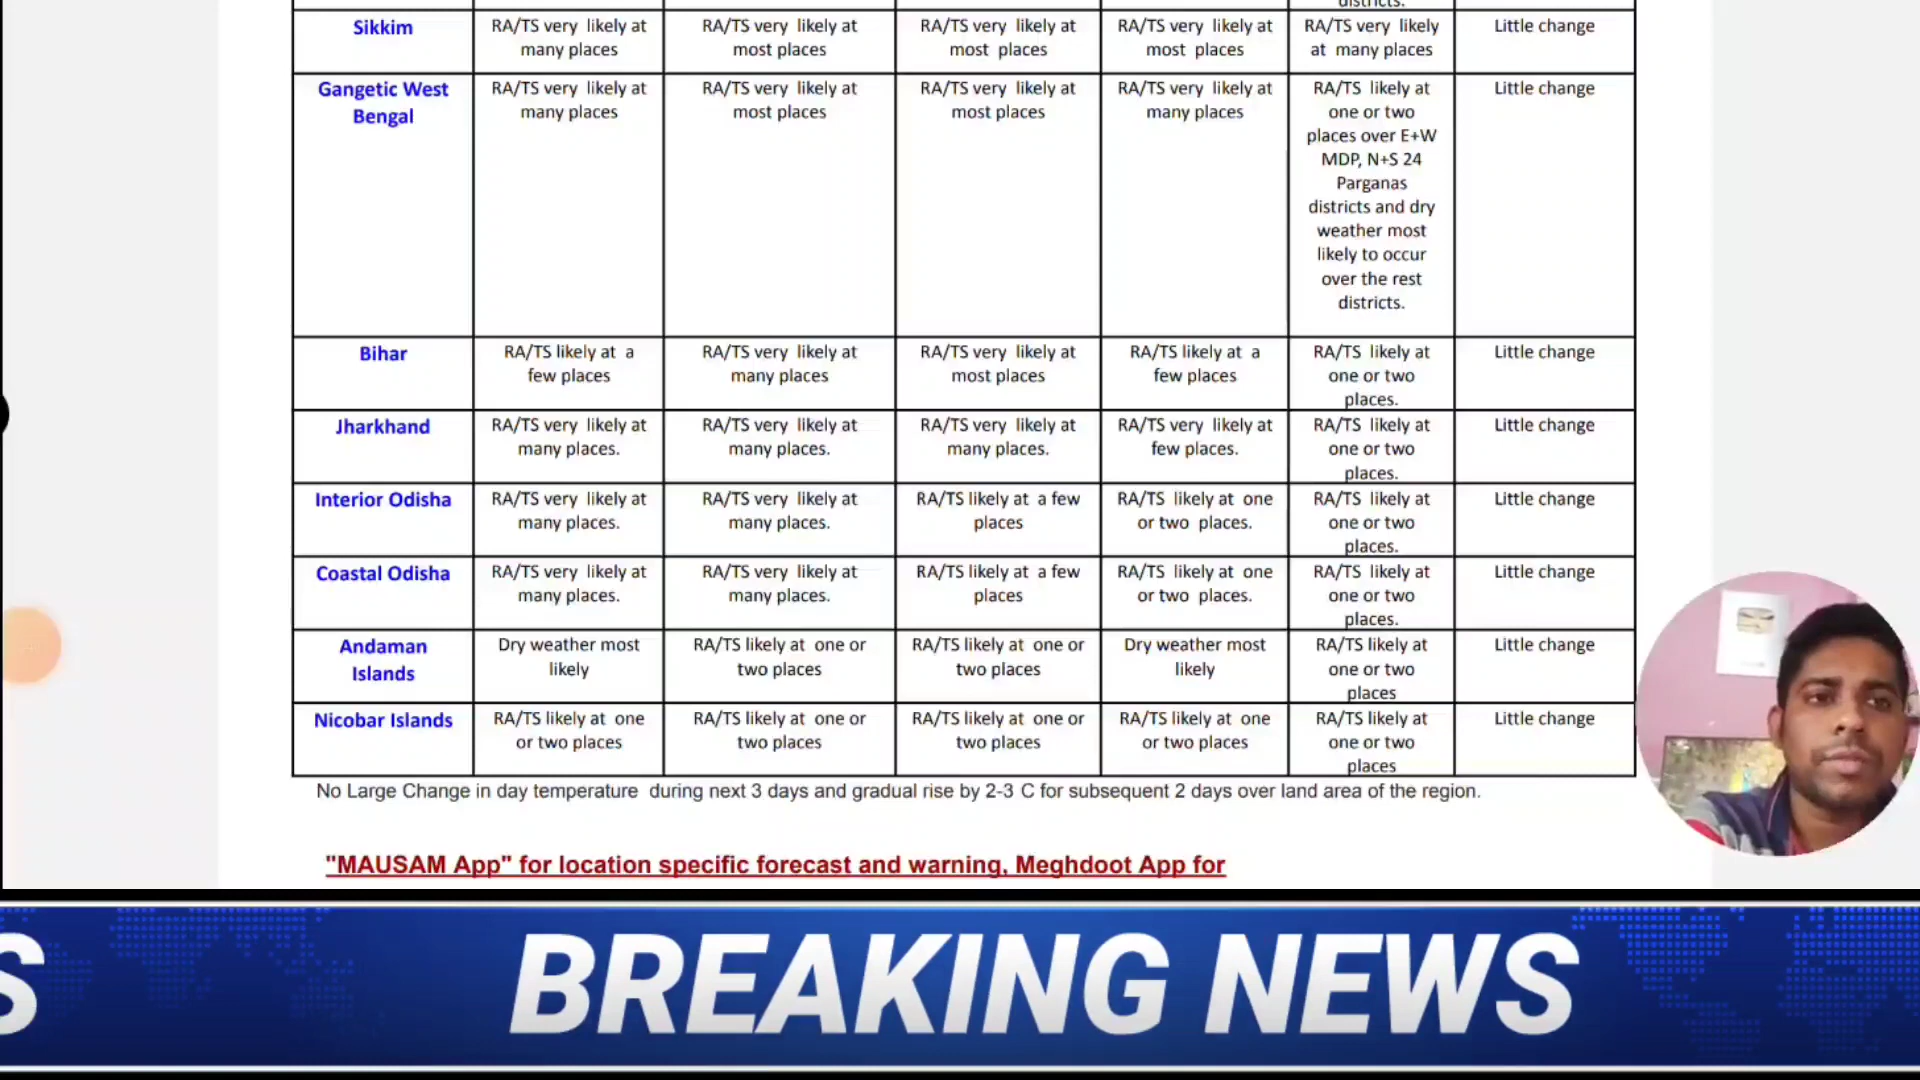 districts.
Sikkim
RA/TS very likely at
many places
RA/TS very likely at
most places
RA/TS very likely at
most places
RA/TS very likely at
most places
RA/TS very likely
at many places
Little change
Gangetic West
Bengal
RA/TS very likely at
many places
RA/TS very likely at
most places
RA/TS very likely at
most places
RA/TS very likely at
many places
RA/TS likely at
one or two
places over E+W
MDP, N+S 24
Parganas
districts and dry
weather most
likely to occur
over the rest
districts.
Little change
Bihar
RA/TS likely at a
few places
RA/TS very likely at
many places
RA/TS very likely at
most places
RA/TS likely at a
few places
RA/TS likely at
one or two
places.
Little change
Jharkhand
RA/TS very likely at
many places.
RA/TS very likely at
many places.
RA/TS very likely at
many places.
RA/TS very likely at
few places.
RA/TS likely at
one or two
places.
Little change
Interior Odisha
RA/TS very likely at
many places.
RA/TS very likely at
many places.
RA/TS likely at a few
places
RA/TS likely at one
or two places.
RA/TS likely at
one or two
places.
Little change
Coastal Odisha
RA/TS very likely at
many places.
RA/TS very likely at
many places.
RA/TS likely at a few
places
RA/TS likely at one
or two places.
RA/TS likely at
one or two
places.
Little change
Andaman
Islands
Dry weather most
likely
RA/TS likely at one or
two places
RA/TS likely at one or
two places
Dry weather most
likely
RA/TS likely at
one or two
places
Little change
Nicobar Islands
RA/TS likely at one
or two places
RA/TS likely at one or
two places
RA/TS likely at one or
two places
RA/TS likely at one
or two places
RA/TS likely at
one or two
places
Little change
No Large Change in day temperature during next 3 days and gradual rise by 2-3 C for subsequent 2 days over land area of the region.
"MAUSAM App" for location specific forecast and warning, Meghdoot App for
S BREAKING NEWS